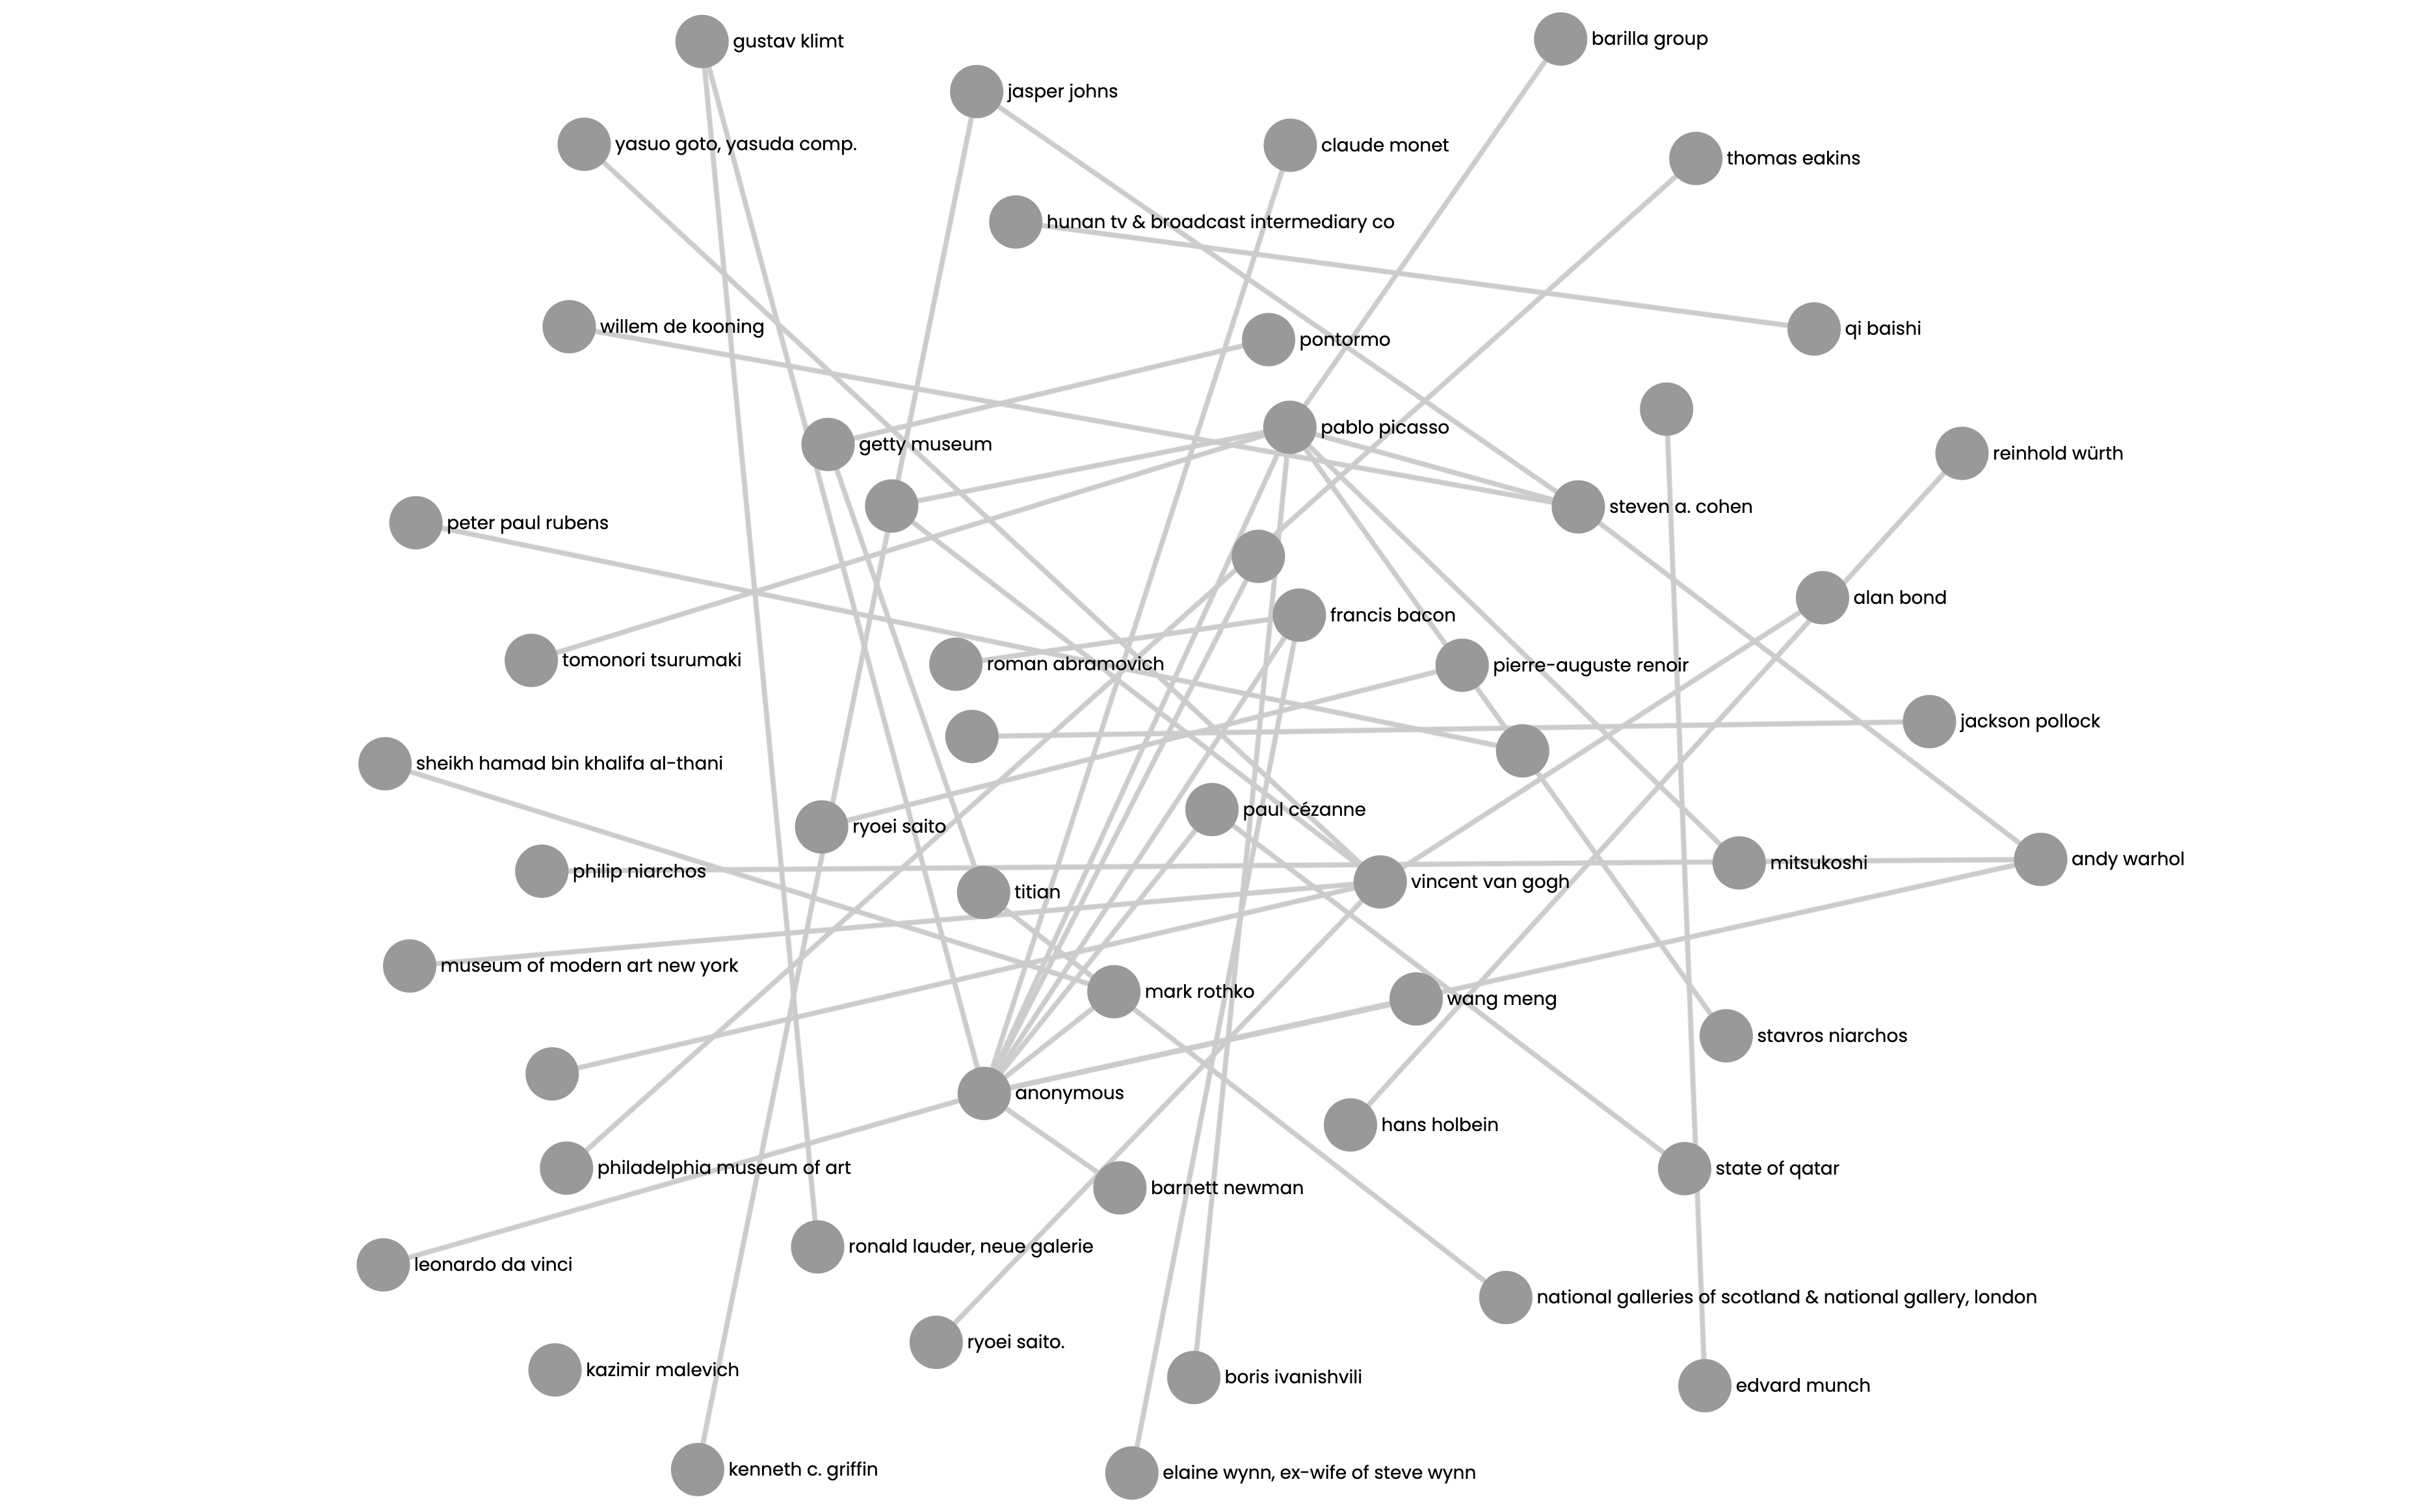 gustav klimt
barilla group
jasper johns
yasuo goto, yasuda comp.
claude monet
thomas eakins
hunan tv & broadcast intermediary co
willem de kooning
qi baishi
pontormo
pablo picasso
getty museum
reinhold würth
steven a. cohen
peter paul rubens
alan bond
francis bacon
tomonori tsurumaki
roman abramovich
pierre-auguste renoir
jackson pollock
sheikh hamad bin khalifa al-thani
paul cézanne
ryoei saito
andy warhol
mitsukoshi
philip niarchos
vincent van gogh
titian
museum of modern art new york
mark rothko
wang meng
stavros niarchos
anonymous
hans holbein
philadelphia museum of art
state of qatar
barnett newman
ronald lauder, neue galerie
leonardo da vinci
national galleries of scotland & national gallery, london
ryoei saito.
kazimir malevich
boris ivanishvili
edvard munch
kenneth c. griffin
elaine wynn, ex-wife of steve wynn